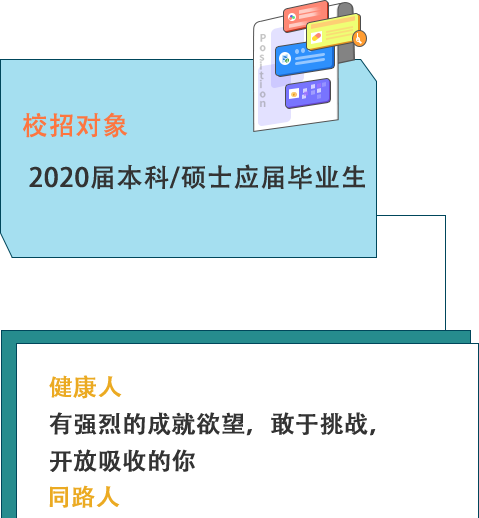 Position
校招对象
2020届本科/硕士应届毕业生
健康人
有强烈的成就欲望，敢于挑战，
开放吸收的你
同路人